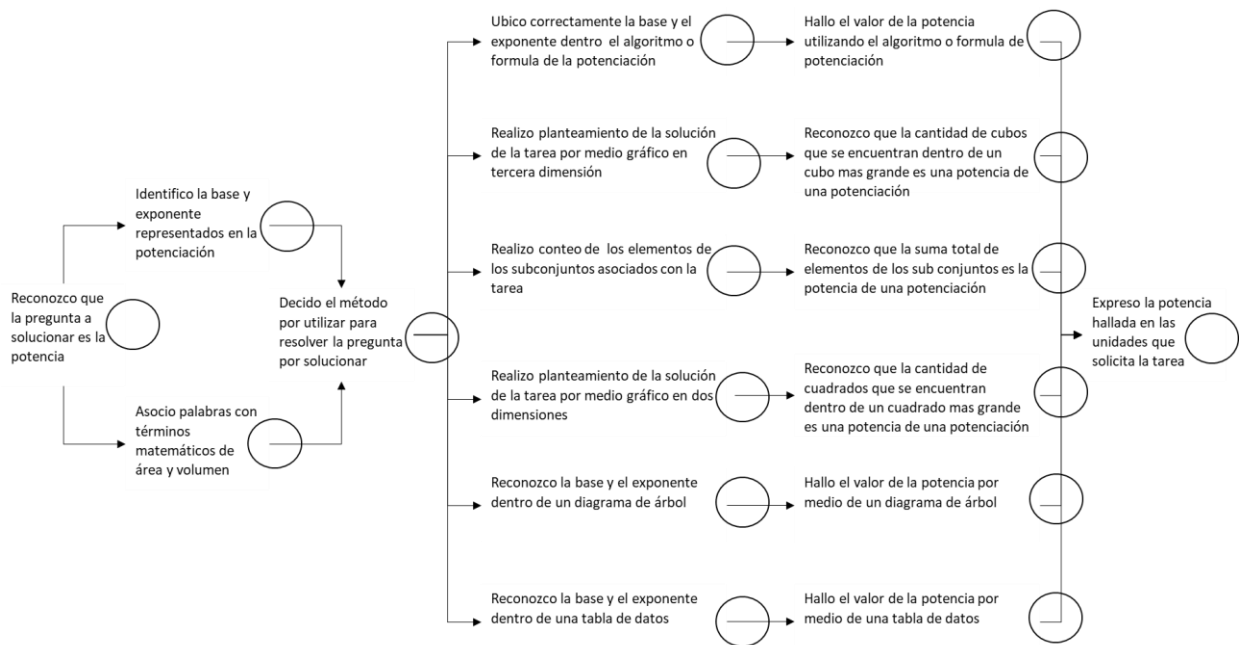 Reconozco que
la pregunta a
solucionar es la
potencia
Identifico la base y
exponente
representados en la
potenciación
Asocio palabras con
términos
matemáticos de
área y volumen
Decido el método
por utilizar para
resolver la pregunta
por solucionar
Ubico correctamente la base y el
exponente dentro el algoritmo o
formula de la potenciación
Hallo el valor de la potencia
utilizando el algoritmo o formula de
potenciación
Realizo planteamiento de la solución
de la tarea por medio gráfico en
tercera dimensión
Reconozco que la cantidad de cubos
que se encuentran dentro de un
cubo mas grande es una potencia de
una potenciación
Realizo conteo de los elementos de
los subconjuntos asociados con la
tarea
Reconozco que la suma total de
elementos de los sub conjuntos es la
potencia de una potenciación
Realizo planteamiento de la solución
de la tarea por medio gráfico en dos
dimensiones
Reconozco que la cantidad de
cuadrados que se encuentran
dentro de un cuadrado mas grande
es una potencia de una potenciación
Reconozco la base y el exponente
dentro de un diagrama de árbol
Hallo el valor de la potencia por
medio de un diagrama de árbol
Reconozco la base y el exponente
dentro de una tabla de datos
Hallo el valor de la potencia por
medio de una tabla de datos
Expreso la potencia
hallada en las
unidades que
solicita la tarea